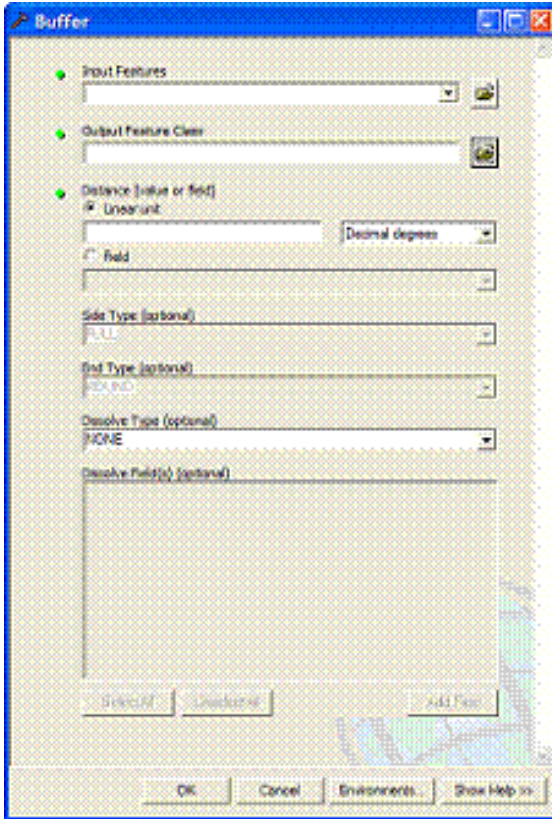 Buffer
Input Features
Output Feature Class
Distance [value or field]
Linear unit
Decimal degrees
Field
Side Type (optional)
FULL
End Type (optional)
ROUND
Dissolve Type (optional)
NONE
Dissolve Field(s) (optional)
Select All Unselect All Add Field
OK Cancel Environments... Show Help >>